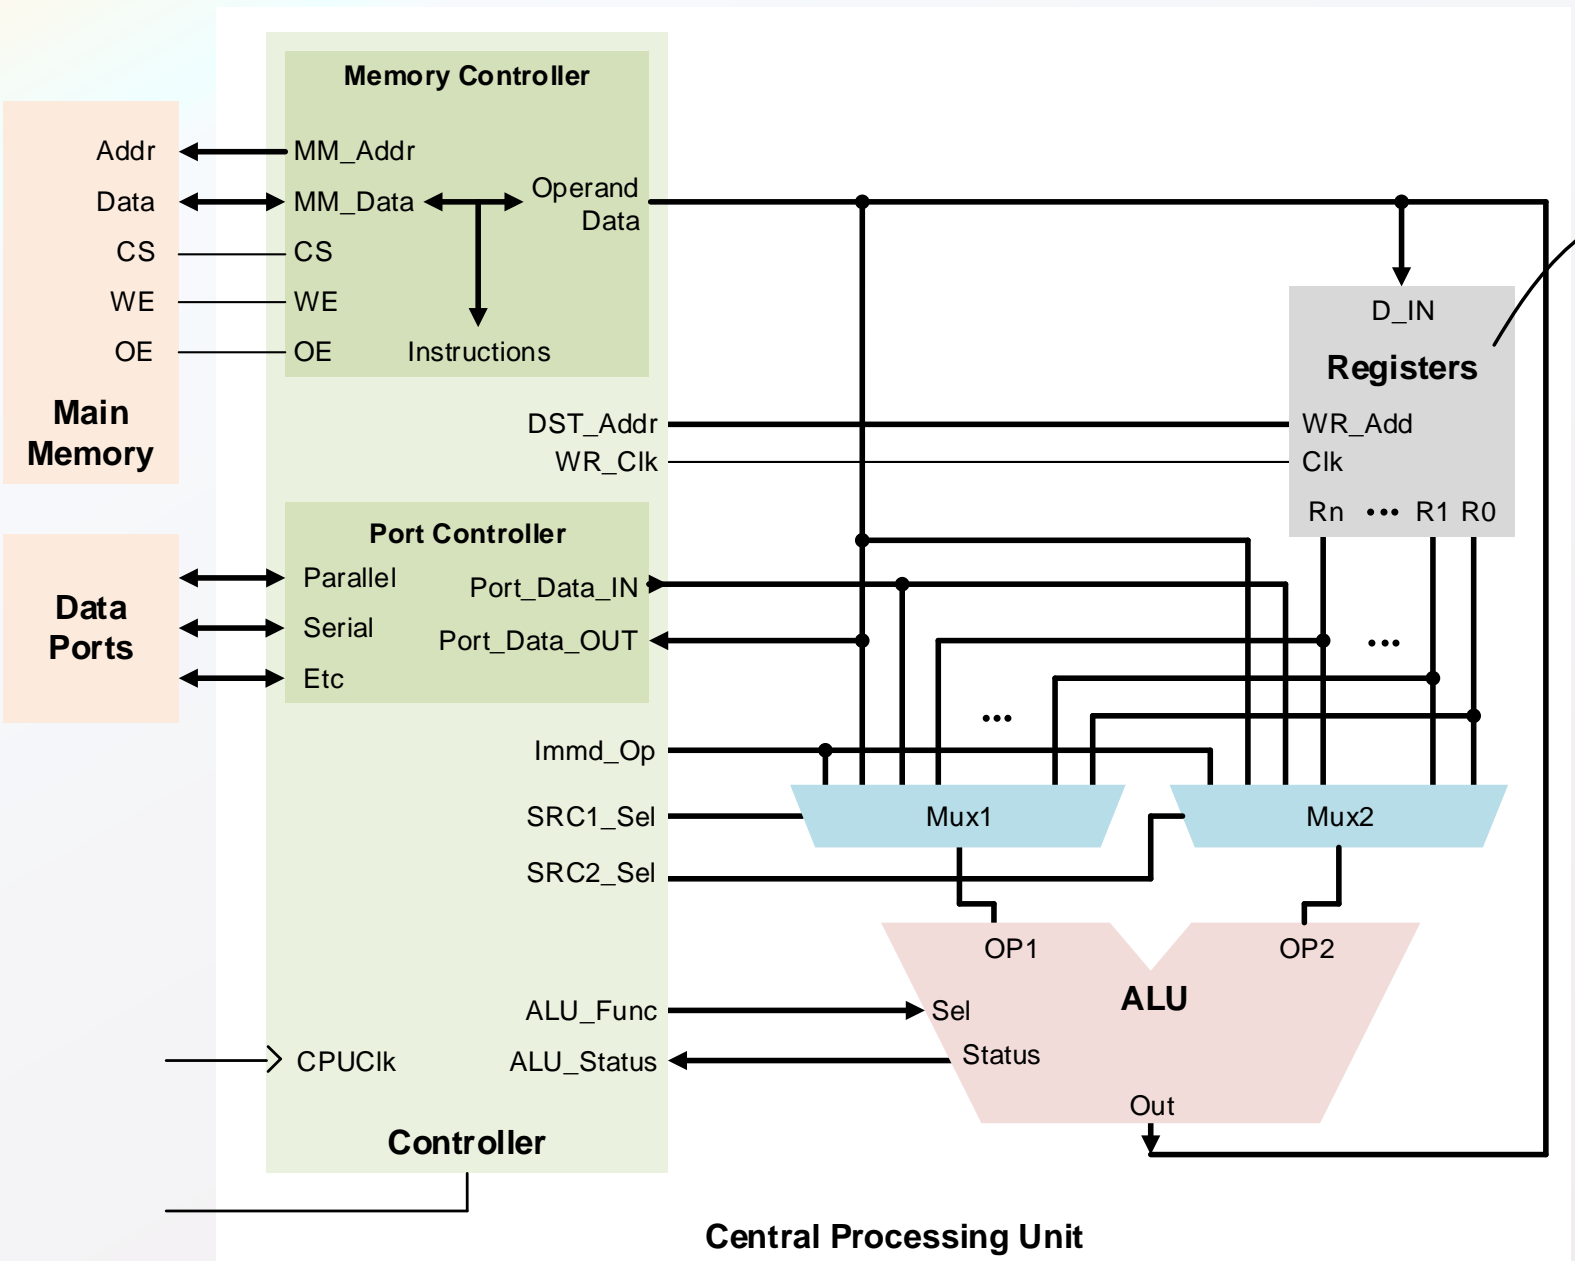 Memory Controller
Addr
MM_Addr
Data
MM_Data
Operand
Data
CS
CS
WE
WE
OE
OE
Instructions
Main
Memory
D_IN
Registers
DST_Addr
WR_Add
WR_Clk
Clk
Rn ••• R1 R0
Port Controller
Data
Ports
Parallel
Port_Data_IN
Serial
Port_Data_OUT
Etc
•••
•••
Immd_Op
SRC1_Sel
Mux1
Mux2
SRC2_Sel
OP1
OP2
ALU
ALU_Func
Sel
CPUClk
ALU_Status
Status
Out
Controller
Central Processing Unit